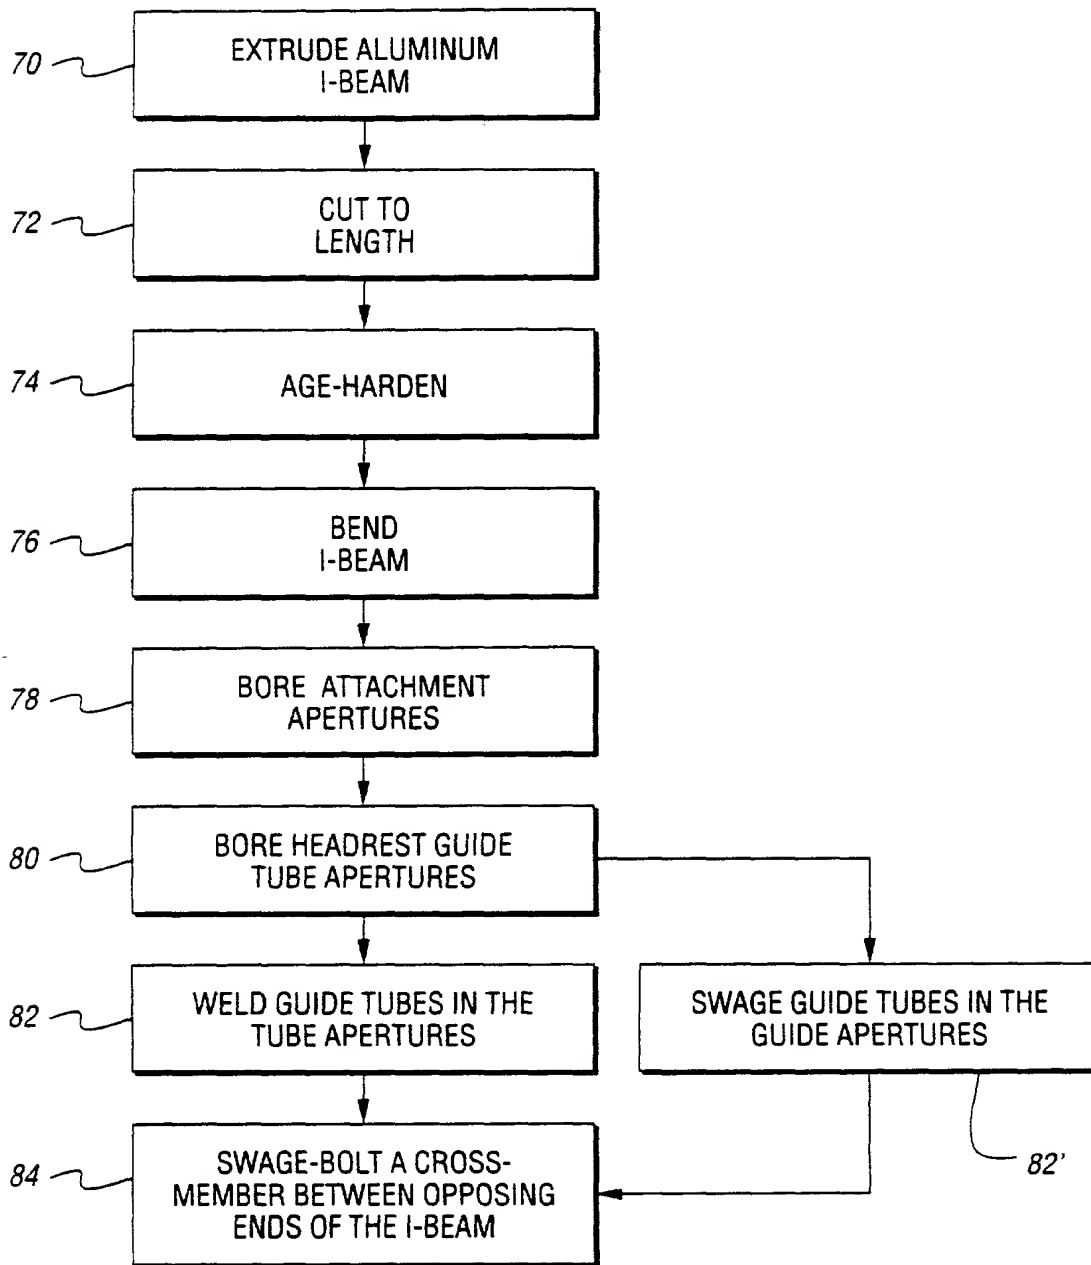 70
EXTRUDE ALUMINUM
I-BEAM
72
CUT TO
LENGTH
74
AGE-HARDEN
76
BEND
I-BEAM
78
BORE ATTACHMENT
APERTURES
80
BORE HEADREST GUIDE
TUBE APERTURES
82
WELD GUIDE TUBES IN THE
TUBE APERTURES
SWAGE GUIDE TUBES IN THE
GUIDE APERTURES
82'
84
SWAGE-BOLT A CROSS-
MEMBER BETWEEN OPPOSING
ENDS OF THE I-BEAM